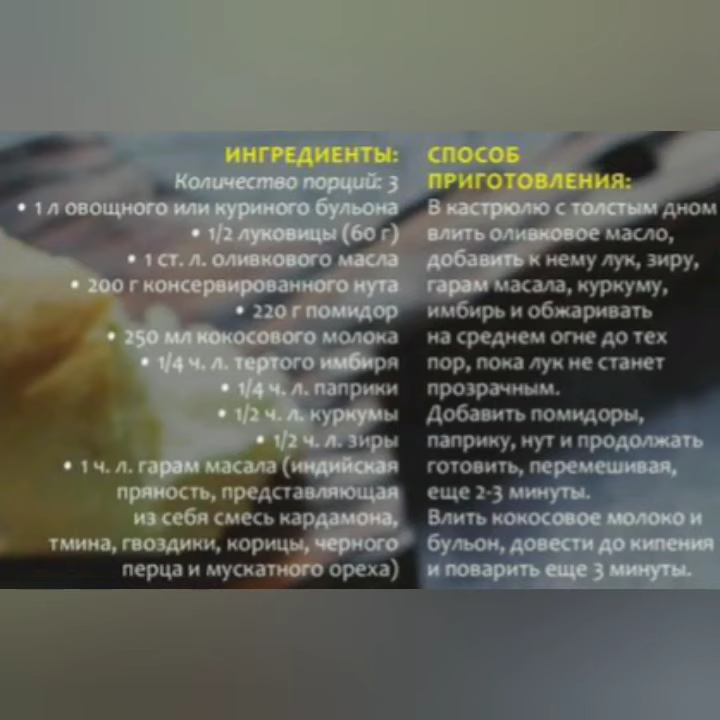 ИНГРЕДИЕНТЫ:
Количество порций: 3
• 1 л овощного или куриного бульона
• 1/2 луковицы (60 г)
• 1 ст. л. оливкового масла
• 200 г консервированного нута
• 220 г помидор
• 250 мл кокосового молока
• 1/4 ч. л. тертого имбиря
• 1/4 ч. л. паприки
• 1/2 ч. л. куркумы
• 1/2 ч. л. зиры
• 1 ч. л. гарам масала (индийская
пряность, представляющая
из себя смесь кардамона,
тмина, гвоздики, корицы, черного
перца и мускатного ореха)
СПОСОБ
ПРИГОТОВЛЕНИЯ:
В кастрюлю с толстым дном
влить оливковое масло,
добавить к нему лук, зиру,
гарам масала, куркуму,
имбирь и обжаривать
на среднем огне до тех
пор, пока лук не станет
прозрачным.
Добавить помидоры,
паприку, нут и продолжать
готовить, перемешивая,
еще 2-3 минуты.
Влить кокосовое молоко и
бульон, довести до кипения
и поварить еще 3 минуты.